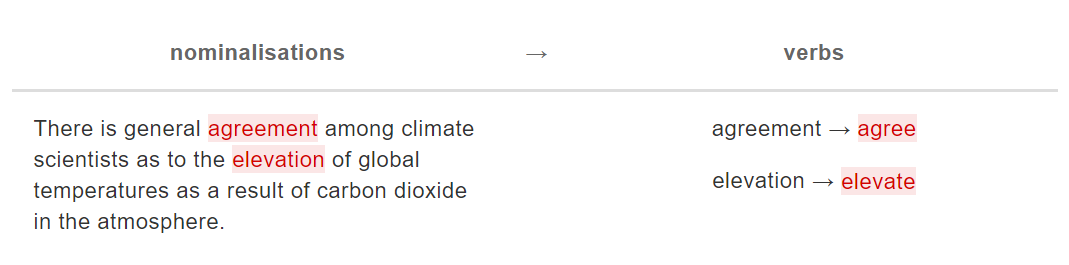 nominalisations → verbs
There is general agreement among climate
scientists as to the elevation of global
temperatures as a result of carbon dioxide
in the atmosphere.
agreement → agree
elevation → elevate